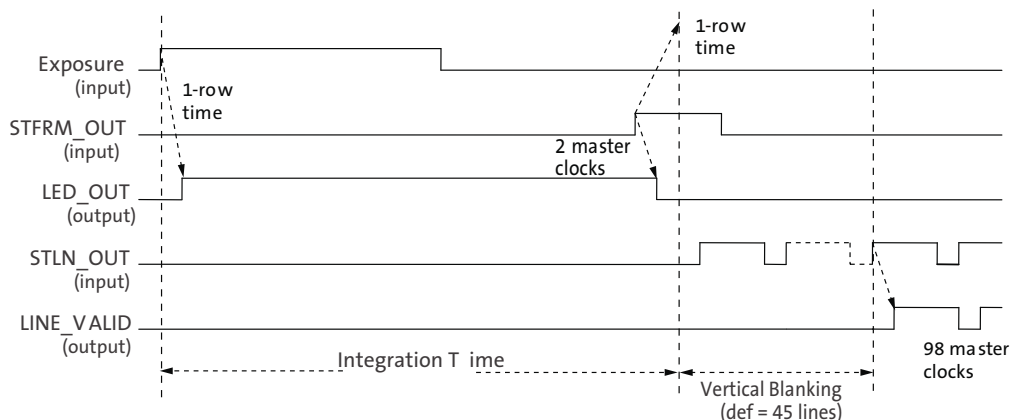 1-row
time
Exposure
(input)
1-row
time
STFRM_OUT
(input)
2 master
clocks
LED_OUT
(output)
STLN_OUT
(input)
LINE_VALID
(output)
Integration T ime
98 master
clocks
Vertical Blanking
(def = 45 lines)